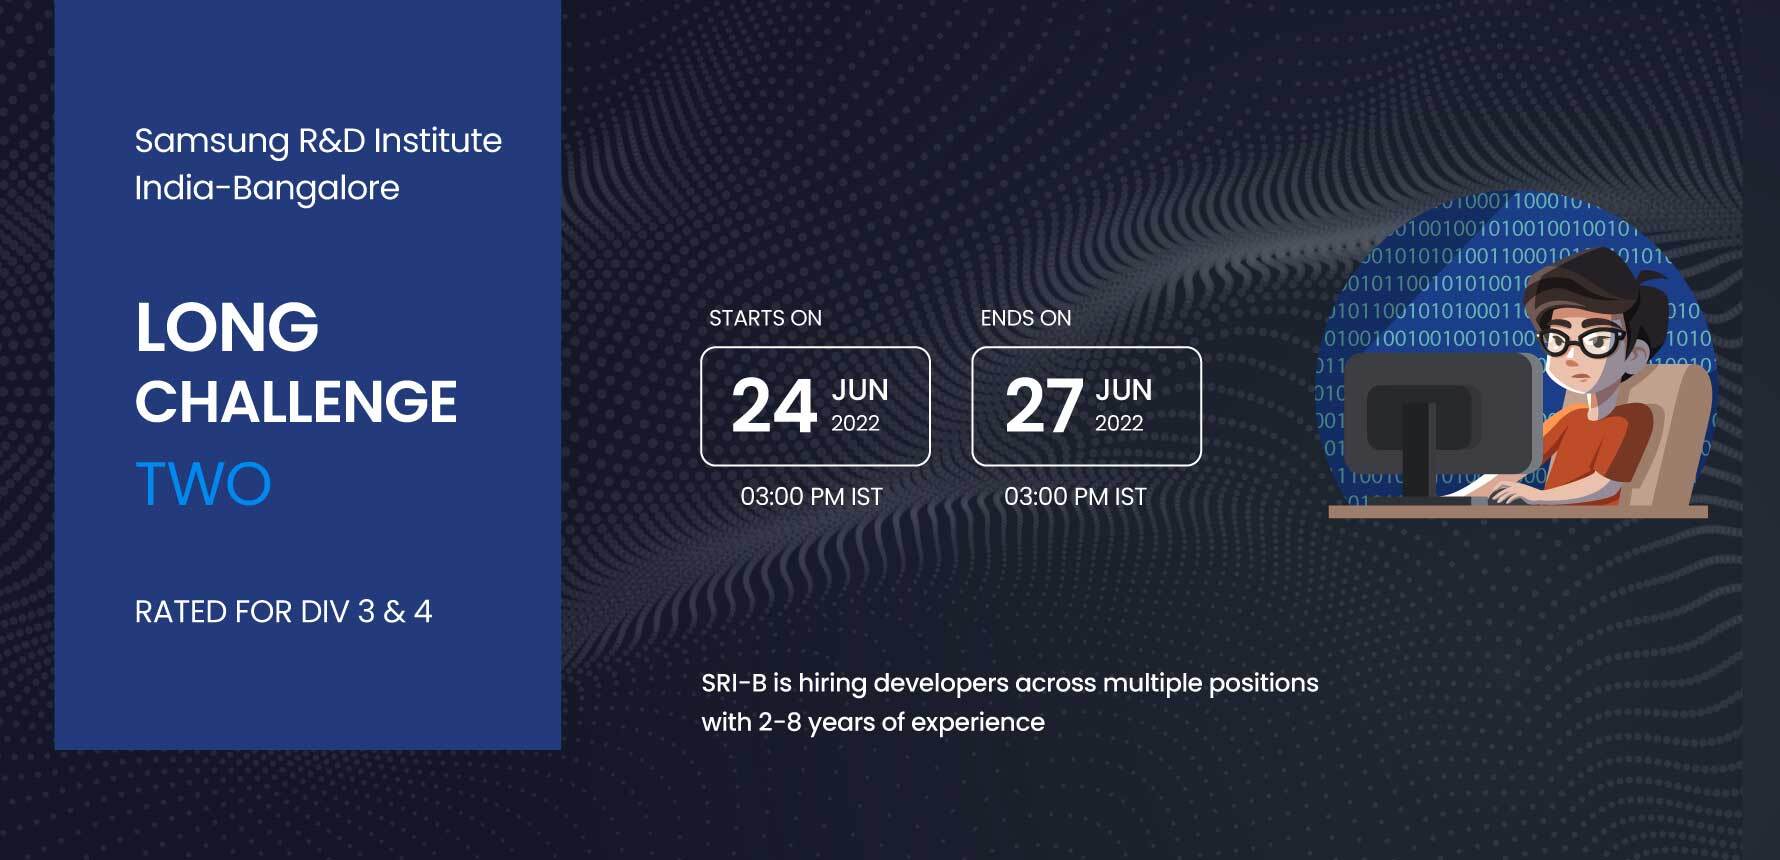 Samsung R&D Institute
India-Bangalore
LONG
CHALLENGE
TWO
RATED FOR DIV 3 & 4
STARTS ON
24 JUN
2022
03:00 PM IST
ENDS ON
27 JUN
2022
03:00 PM IST
SRI-B is hiring developers across multiple positions
with 2-8 years of experience